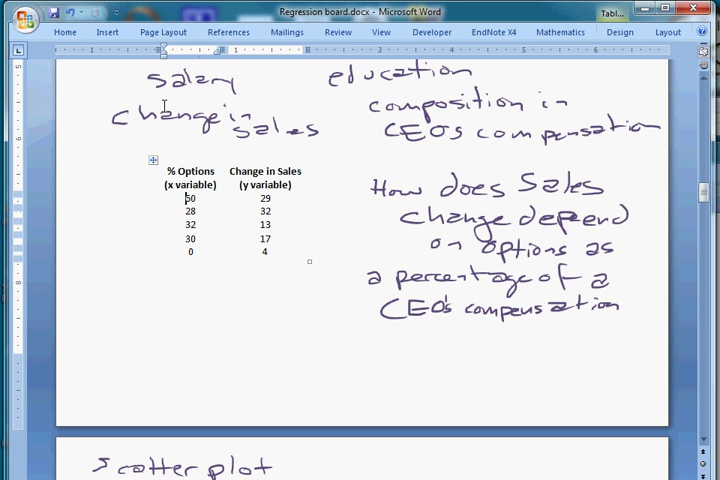 Regression board.docx - Microsoft Word
Tabl...
Home Insert Page Layout References Mailings Review View Developer EndNote X4 Mathematics Design Layout
salary
change in sales
education
composition in
CEOs compensation
% Options Change in Sales
(x variable) (y variable)
50 29
28 32
32 13
30 17
0 4
How does Sales
change depend
on options as
a percentage of a
CEO's compensation
Scatter plot